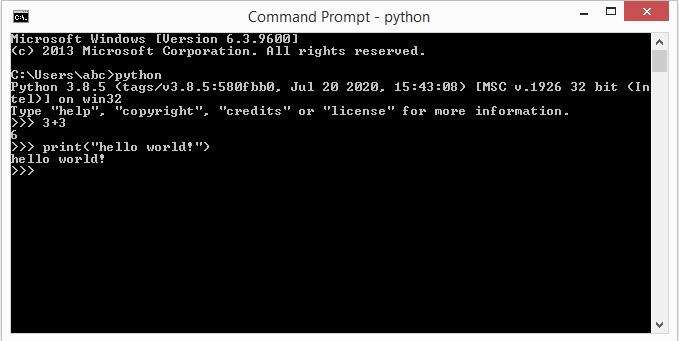 Command Prompt - python
Microsoft Windows [Version 6.3.9600]
(c) 2013 Microsoft Corporation. All rights reserved.
C:\Users\abc>python
Python 3.8.5 (tags/v3.8.5:580fbb0, Jul 20 2020, 15:43:08) [MSC v.1926 32 bit (In
tel)] on win32
Type "help", "copyright", "credits" or "license" for more information.
>>> 3+3
6
>>> print("hello world!")
hello world!
>>>